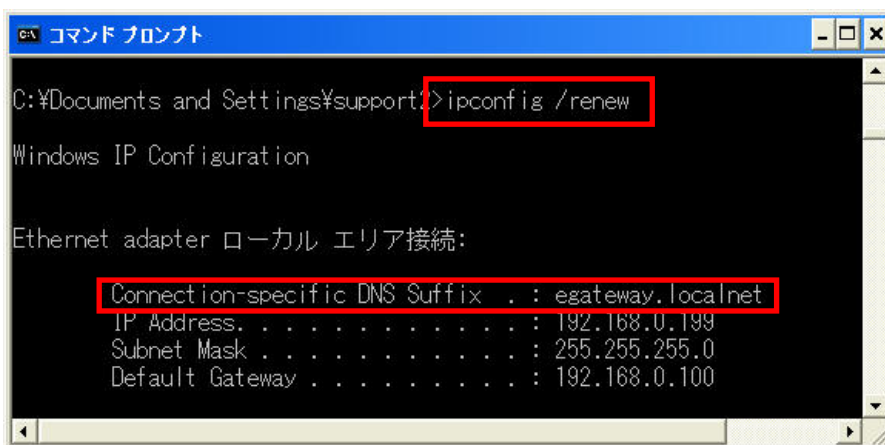 コマンド プロンプト
C:¥Documents and Settings¥support2>ipconfig /renew
Windows IP Configuration
Ethernet adapter ローカル エリア接続:
Connection-specific DNS Suffix . : egateway.localnet
IP Address. . . . . . . . . . . . : 192.168.0.199
Subnet Mask . . . . . . . . . . . : 255.255.255.0
Default Gateway . . . . . . . . . : 192.168.0.100